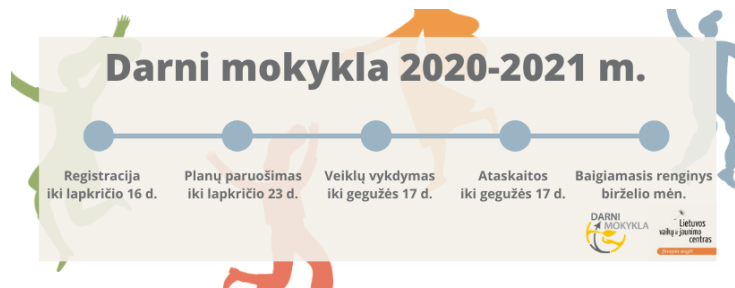 Darni mokykla 2020-2021 m.
Registracija
iki lapkričio 16 d.
Planų paruošimas
iki lapkričio 23 d.
Veiklų vykdymas
iki gegužės 17 d.
Ataskaitos
iki gegužės 17 d.
Baigiamasis renginys
birželio mėn.
DARNI
MOKYKLA
Lietuvos
vaikų ir jaunimo
centras